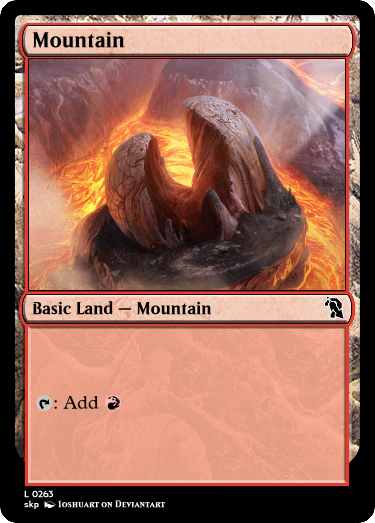 Mountain
Basic Land — Mountain
: Add
L 0263
skp Ioshuart on Deviantart